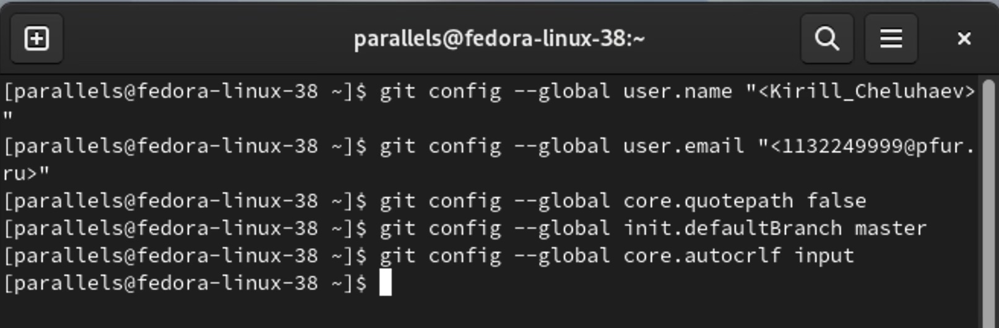 parallels@fedora-linux-38:~
[parallels@fedora-linux-38 ~]$ git config --global user.name "<Kirill_Cheluhaev>
"
[parallels@fedora-linux-38 ~]$ git config --global user.email "<1132249999@pfur.
ru>"
[parallels@fedora-linux-38 ~]$ git config --global core.quotepath false
[parallels@fedora-linux-38 ~]$ git config --global init.defaultBranch master
[parallels@fedora-linux-38 ~]$ git config --global core.autocrlf input
[parallels@fedora-linux-38 ~]$